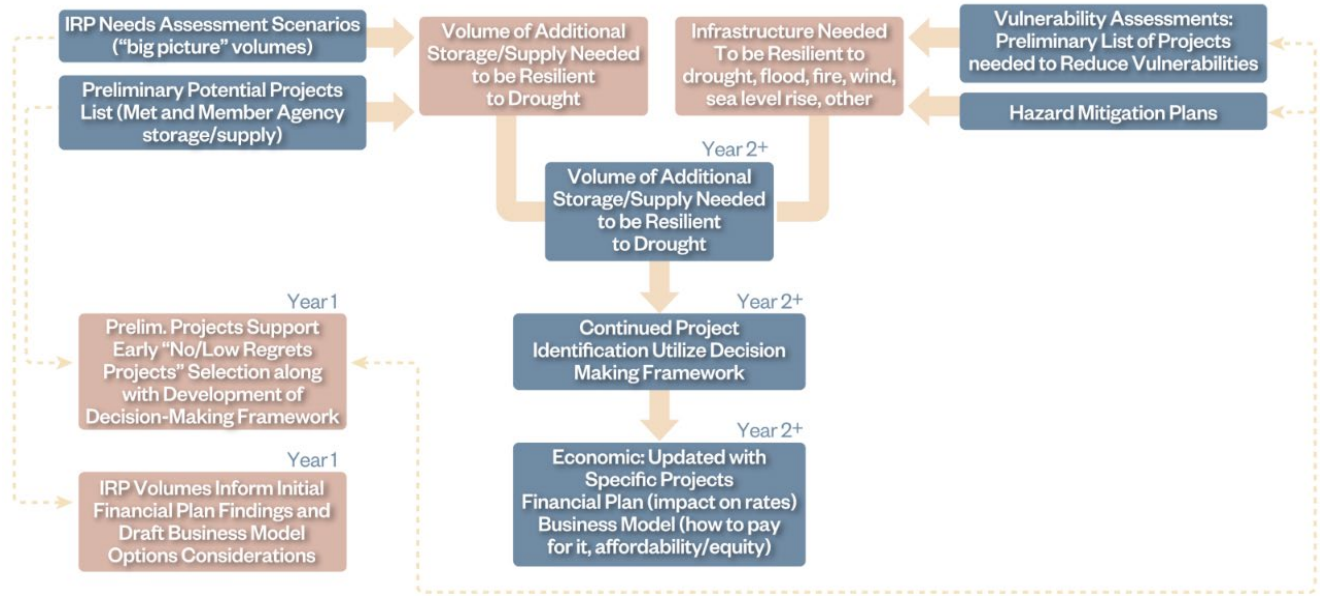 IRP Needs Assessment Scenarios
(“big picture” volumes)
Preliminary Potential Projects
List (Met and Member Agency
storage/supply)
Volume of Additional
Storage/Supply Needed
to be Resilient
to Drought
Infrastructure Needed
To be Resilient to
drought, flood, fire, wind,
sea level rise, other
Vulnerability Assessments:
Preliminary List of Projects
needed to Reduce Vulnerabilities
Hazard Mitigation Plans
Year 2+
Volume of Additional
Storage/Supply Needed
to be Resilient
to Drought
Year 1
Prelim. Projects Support
Early “No/Low Regrets
Projects” Selection along
with Development of
Decision-Making Framework
Year 2+
Continued Project
Identification Utilize Decision
Making Framework
Year 1
IRP Volumes Inform Initial
Financial Plan Findings and
Draft Business Model
Options Considerations
Year 2+
Economic: Updated with
Specific Projects
Financial Plan (impact on rates)
Business Model (how to pay
for it, affordability/equity)